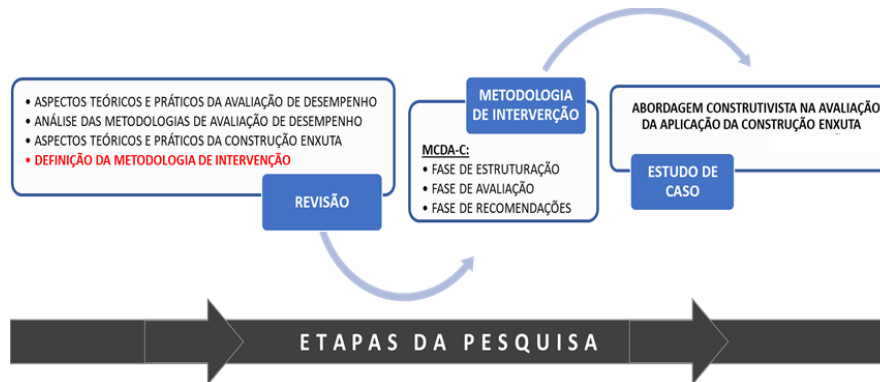 • ASPECTOS TEÓRICOS E PRÁTICOS DA AVALIAÇÃO DE DESEMPENHO
• ANÁLISE DAS METODOLOGIAS DE AVALIAÇÃO DE DESEMPENHO
• ASPECTOS TEÓRICOS E PRÁTICOS DA CONSTRUÇÃO ENXUTA
• DEFINIÇÃO DA METODOLOGIA DE INTERVENÇÃO
REVISÃO
METODOLOGIA
DE INTERVENÇÃO
MCDA-C:
• FASE DE ESTRUTURAÇÃO
• FASE DE AVALIAÇÃO
• FASE DE RECOMENDAÇÕES
ABORDAGEM CONSTRUTIVISTA NA AVALIAÇÃO
DA APLICAÇÃO DA CONSTRUÇÃO ENXUTA
ESTUDO DE
CASO
ETAPAS DA PESQUISA